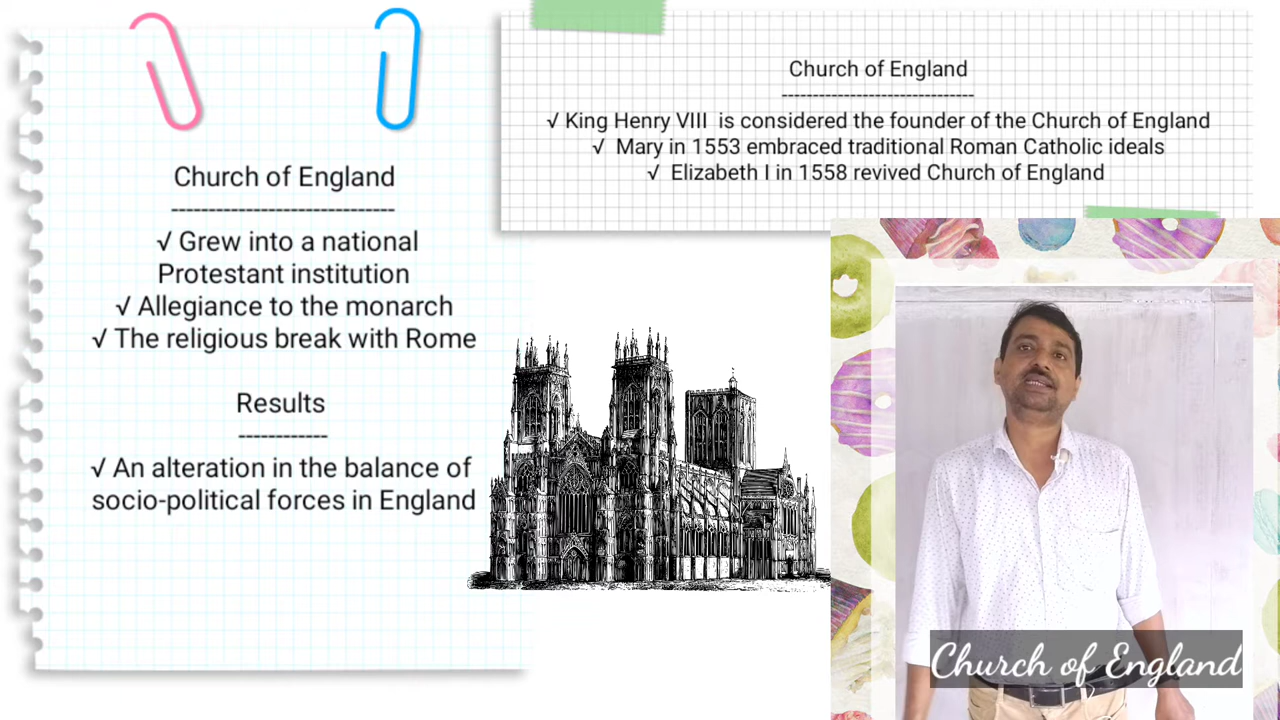 Church of England
------------------------------
√ Grew into a national
Protestant institution
√ Allegiance to the monarch
√ The religious break with Rome
Results
------------
√ An alteration in the balance of
socio-political forces in England
Church of England
-------------------------------
√ King Henry VIII is considered the founder of the Church of England
√ Mary in 1553 embraced traditional Roman Catholic ideals
√ Elizabeth I in 1558 revived Church of England
Church of England